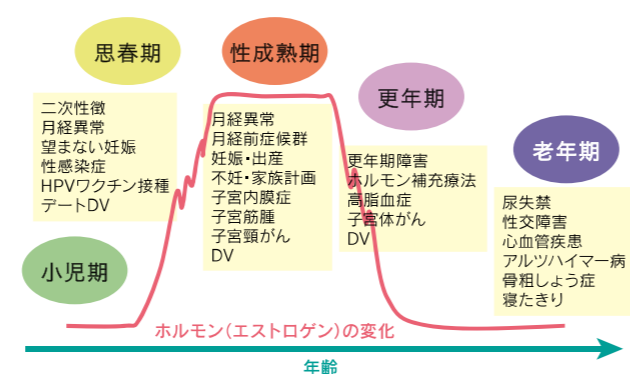 思春期
二次性徴
月経異常
望まない妊娠
性感染症
HPVワクチン接種
デートDV
性成熟期
月経異常
月経前症候群
妊娠・出産
不妊・家族計画
子宮内膜症
子宮筋腫
子宮頸がん
DV
更年期
更年期障害
ホルモン補充療法
高脂血症
子宮体がん
DV
老年期
尿失禁
性交障害
心血管疾患
アルツハイマー病
骨粗しょう症
寝たきり
小児期
ホルモン(エストロゲン)の変化
年齢